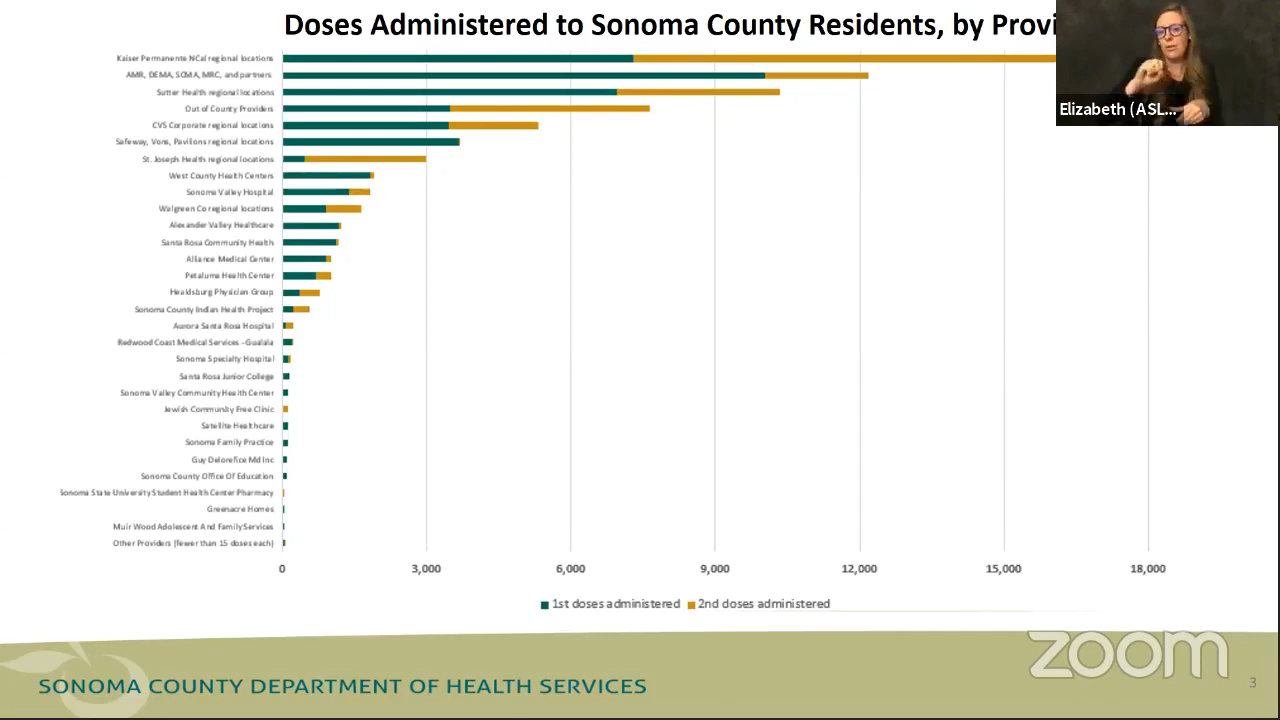 Doses Administered to Sonoma County Residents, by Provi
Elizabeth (ASL...
Kaiser Permanente NCal regional locations
AMR, DEMA, SCMA, MRC, and partners
Sutter Health regional locations
Out of County Providers
CVS Corporate regional locations
Safeway, Vons, Pavilions regional locations
St. Joseph Health regional locations
West County Health Centers
Sonoma Valley Hospital
Walgreen Co regional locations
Alexander Valley Healthcare
Santa Rosa Community Health
Alliance Medical Center
Petaluma Health Center
Healdsburg Physician Group
Sonoma County Indian Health Project
Aurora Santa Rosa Hospital
Redwood Coast Medical Services - Gualala
Sonoma Specialty Hospital
Santa Rosa Junior College
Sonoma Valley Community Health Center
Jewish Community Free Clinic
Satellite Healthcare
Sonoma Family Practice
Guy Delorefice Md Inc
Sonoma County Office Of Education
Sonoma State University Student Health Center Pharmacy
Greenacre Homes
Muir Wood Adolescent And Family Services
Other Providers (fewer than 15 doses each)
0 3,000 6,000 9,000 12,000 15,000 18,000
1st doses administered 2nd doses administered
zoom
SONOMA COUNTY DEPARTMENT OF HEALTH SERVICES
3